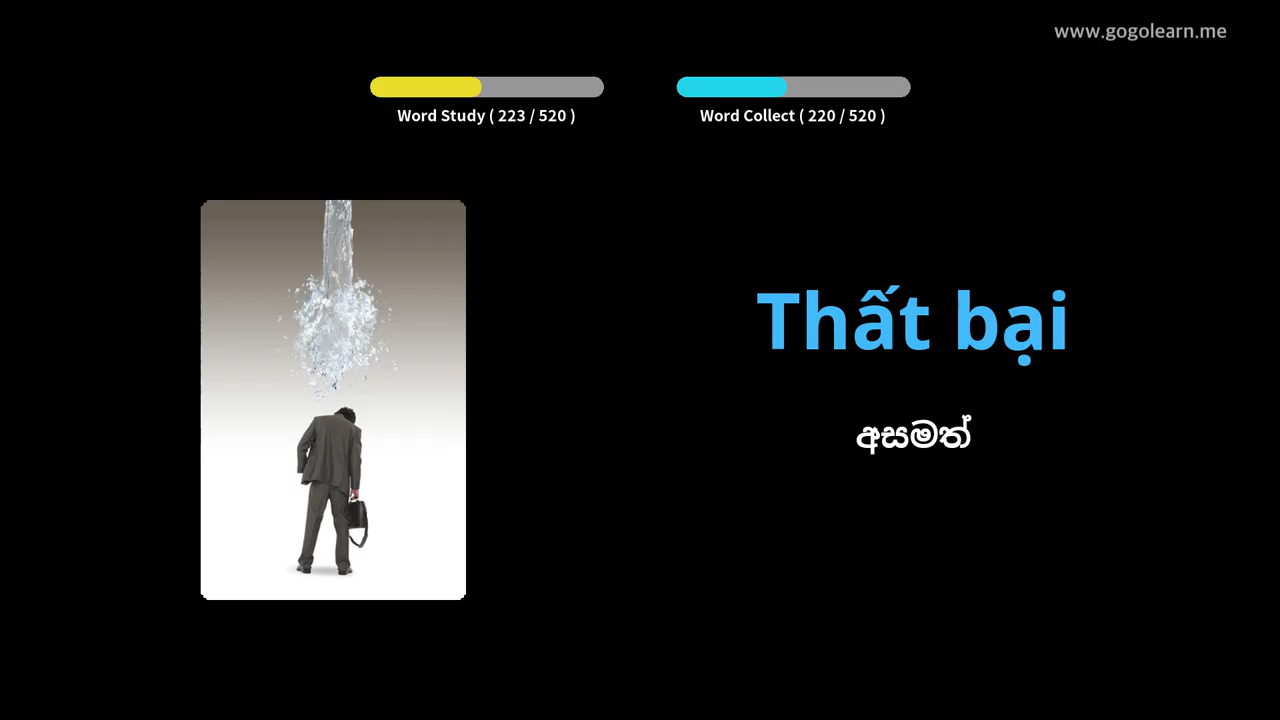 www.gogolearn.me
Word Study ( 223 / 520 )
Word Collect ( 220 / 520 )
Thất bại
අසමත්